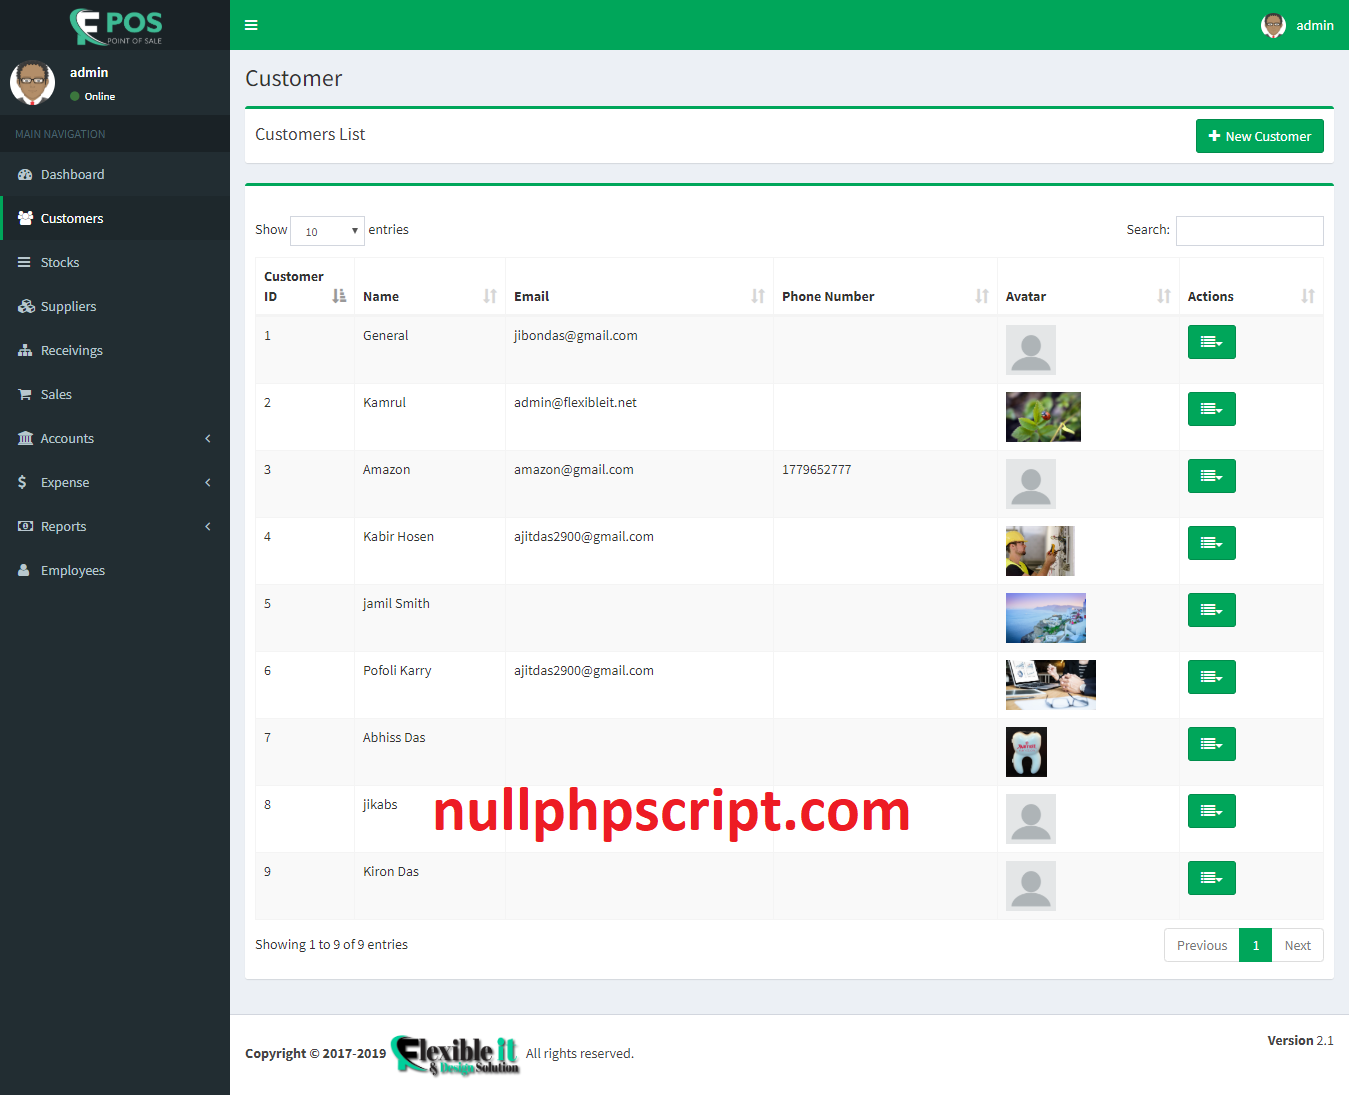 POS
POINT OF SALE
admin
admin
Online
MAIN NAVIGATION
Dashboard
Customers
Stocks
Suppliers
Receivings
Sales
Accounts
Expense
Reports
Employees
Customer
Customers List
New Customer
Show 10 entries
Search:
Customer ID Name Email Phone Number Avatar Actions
1 General jibondas@gmail.com
2 Kamrul admin@flexibleit.net
3 Amazon amazon@gmail.com 1779652777
4 Kabir Hosen ajitdas2900@gmail.com
5 jamil Smith
6 Pofoli Karry ajitdas2900@gmail.com
7 Abhiss Das
8 jikabs
nullphpscript.com
9 Kiron Das
Showing 1 to 9 of 9 entries
Previous 1 Next
Copyright © 2017-2019 Flexible it & Design Solution All rights reserved.
Version 2.1